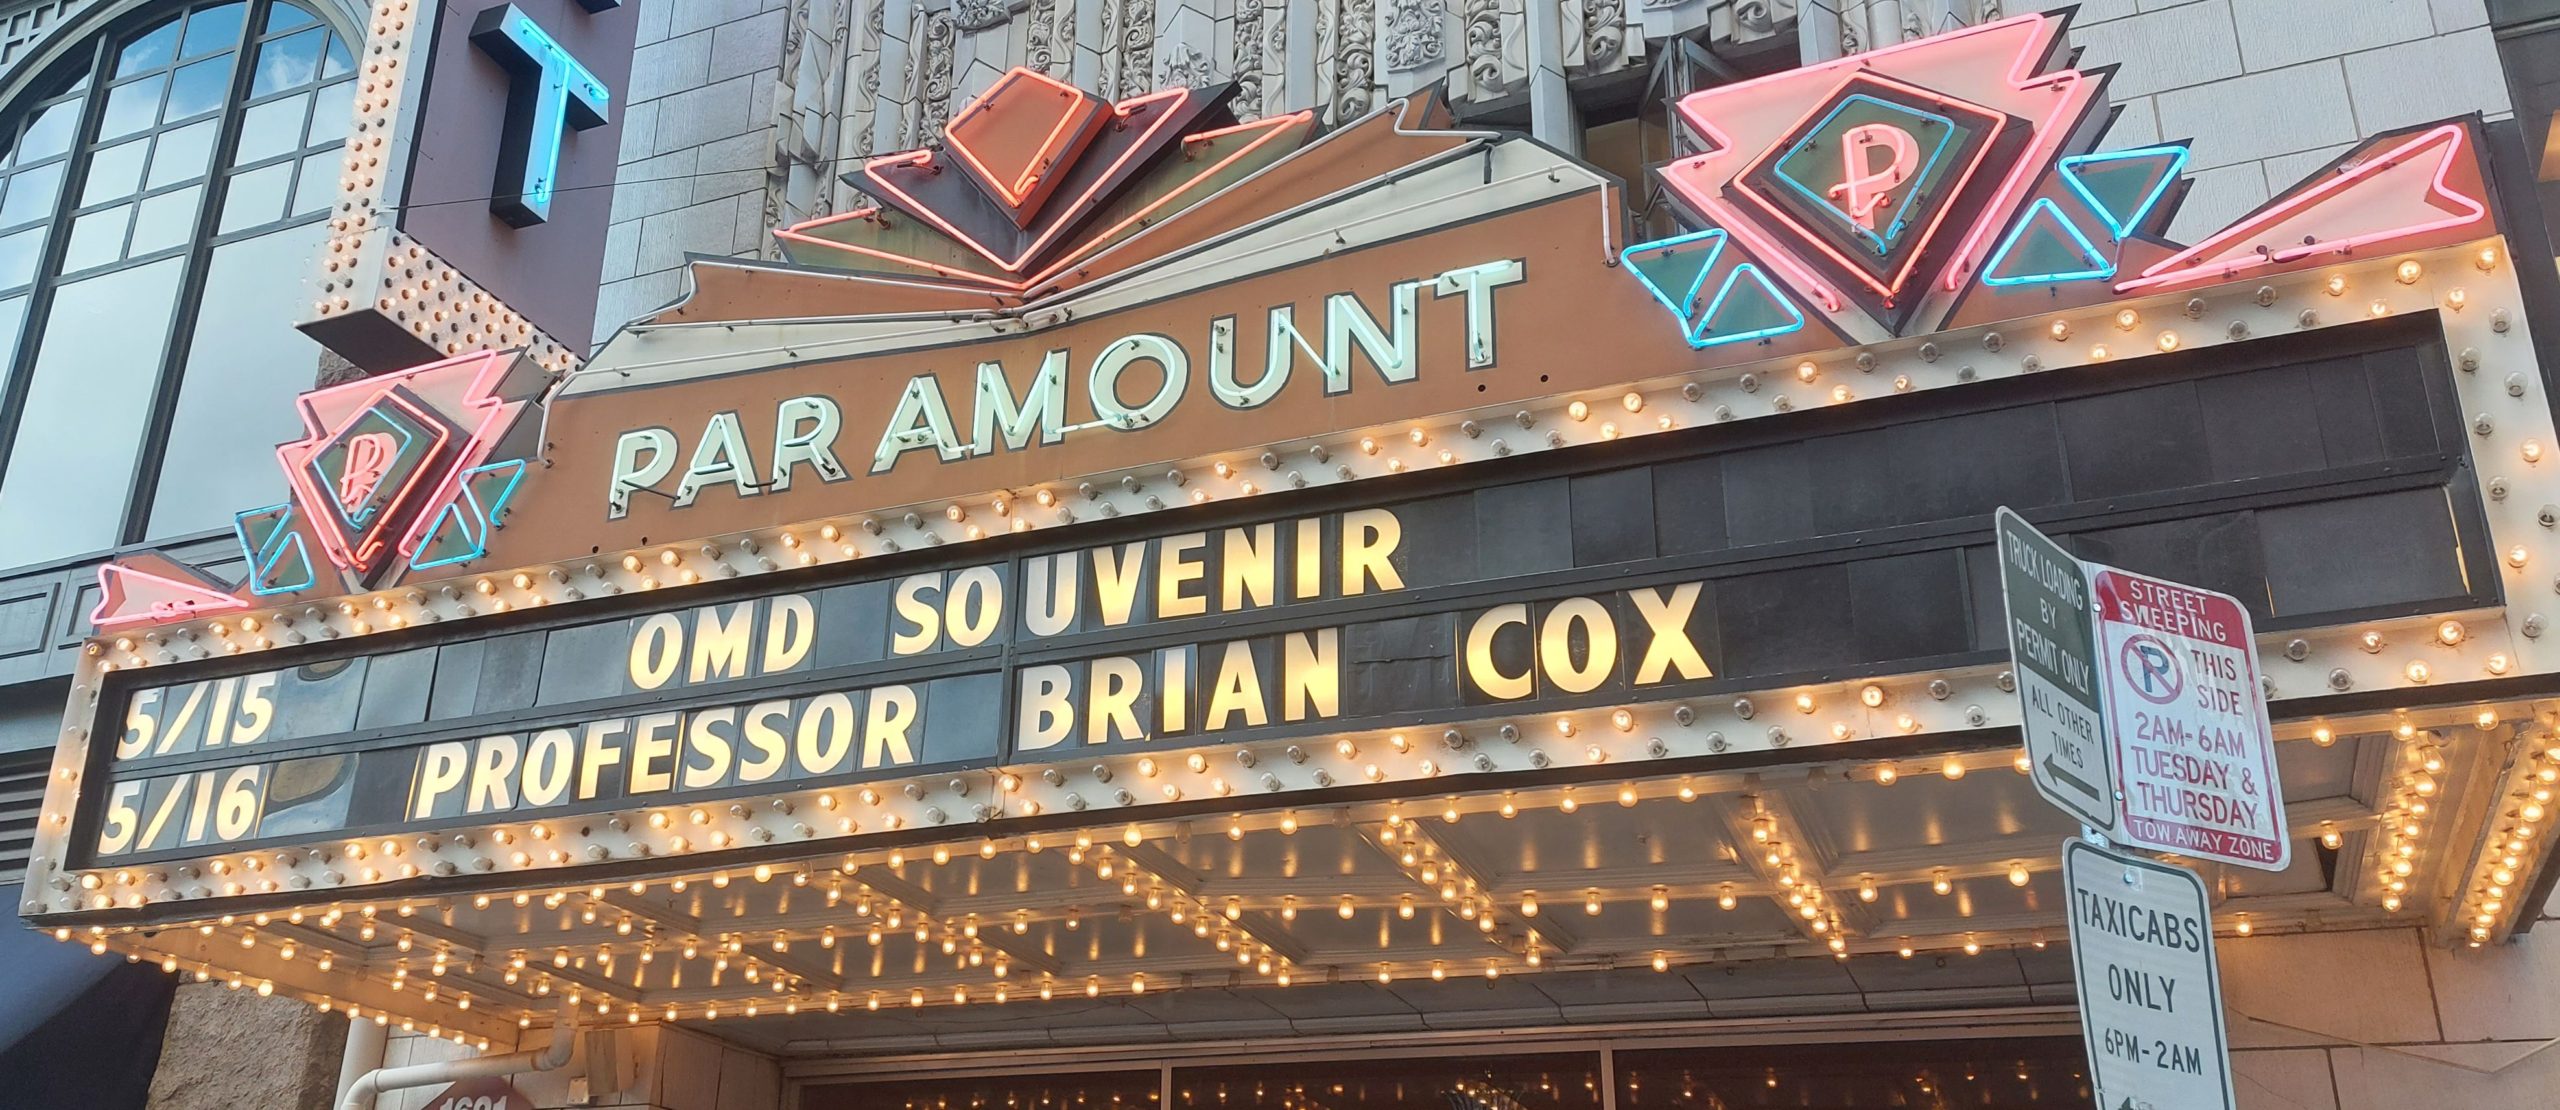 T
P
P
PARAMOUNT
5/15 OMD SOUVENIR
5/16 PROFESSOR BRIAN COX
TRUCK LOADING
BY
PERMIT ONLY
ALL OTHER
TIMES
STREET
SWEEPING
P THIS
SIDE
2AM-6AM
TUESDAY &
THURSDAY
TOW AWAY ZONE
TAXICABS
ONLY
6PM-2AM